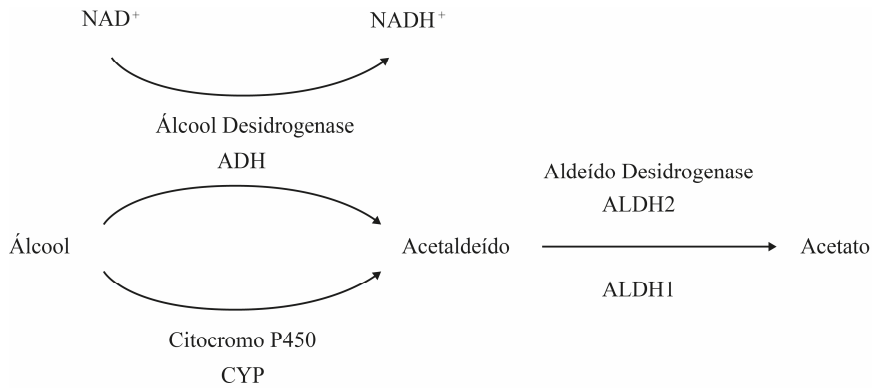 NAD+
NADH+
Álcool Desidrogenase
ADH
Aldeído Desidrogenase
ALDH2
Álcool
Acetaldeído
Acetato
ALDH1
Citocromo P450
CYP